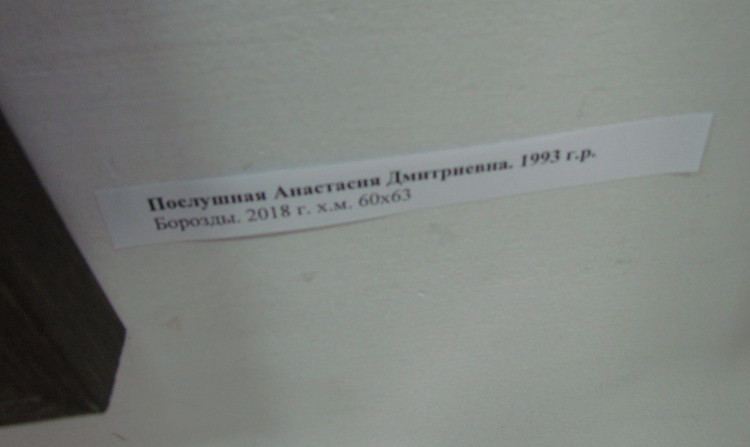 Послушная Анастасия Дмитриевна. 1993 г.р.
Борозды. 2018 г. х.м. 60х63